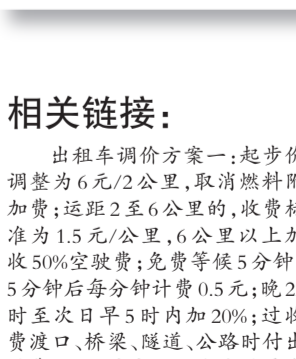 相关链接：
出租车调价方案一：起步价
调整为6元/2公里，取消燃料附
加费；运距2至6公里的，收费标
准为1.5元/公里，6公里以上加
收50%空驶费；免费等候5分钟，
5分钟后每分钟计费0.5元；晚2
时至次日早5时内加20%；过收
费渡口、桥梁、隧道、公路时付出